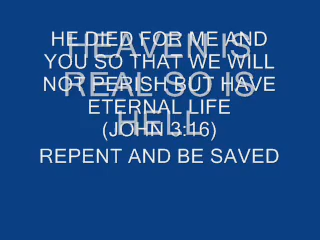 HEAVEN IS
REAL SO IS
HELL
HE DIED FOR ME AND
YOU SO THAT WE WILL
NOT PERISH BUT HAVE
ETERNAL LIFE
(JOHN 3:16)
REPENT AND BE SAVED